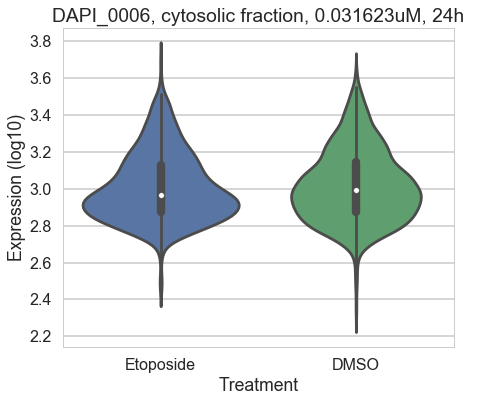 DAPI_0006, cytosolic fraction, 0.031623uM, 24h
3.8
3.6
3.4
3.2
3.0
2.8
2.6
2.4
2.2
Expression (log10)
Etoposide DMSO
Treatment